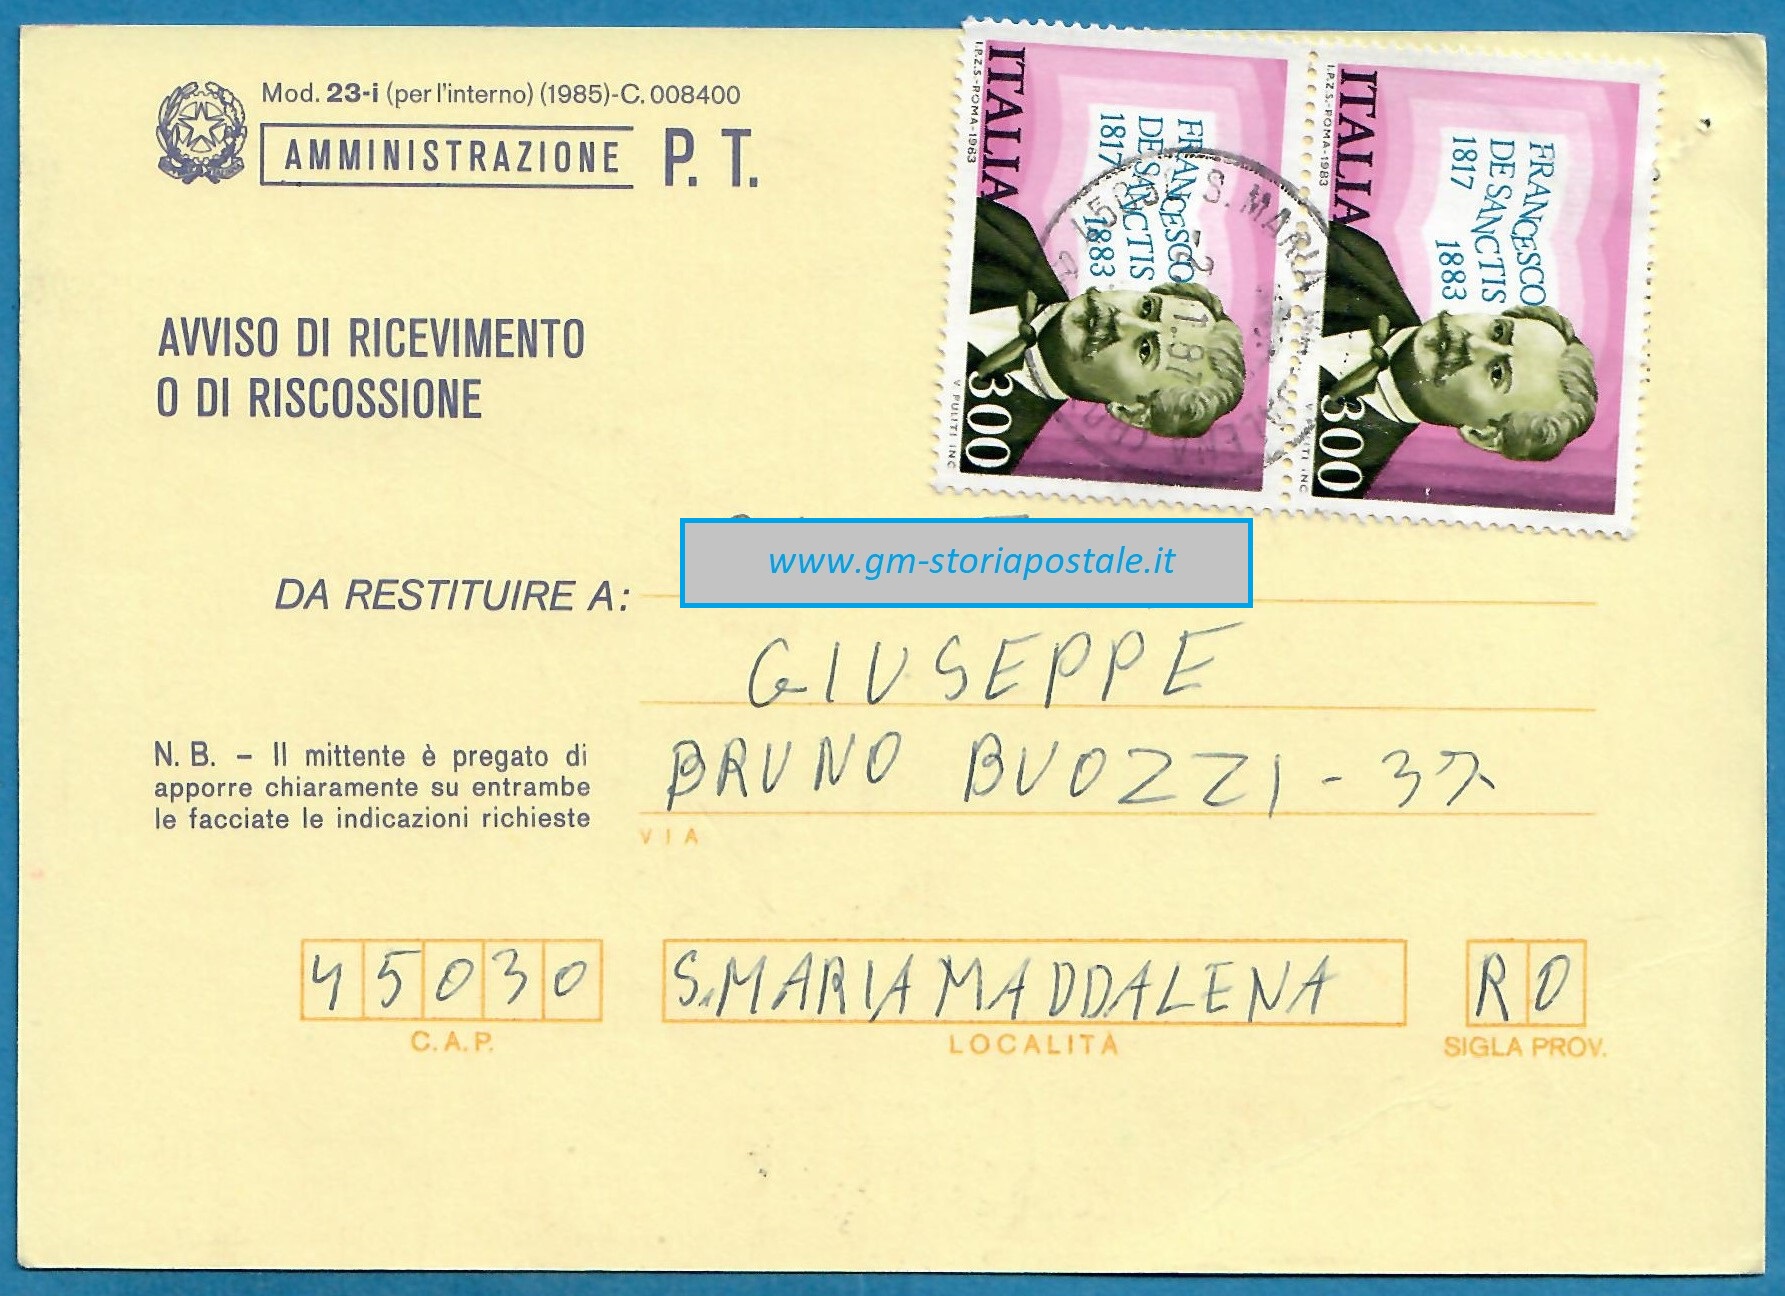 Mod. 23-i (per l'interno) (1985)-C. 008400
AMMINISTRAZIONE P. T.
ITALIA
I.P.Z.S.-ROMA-1983
FRANCESCO
DE SANCTIS
1817 1883
300
V. PULITI INC
ITALIA
I.P.Z.S.-ROMA-1983
FRANCESCO
DE SANCTIS
1817 1883
300
S. MARIA
AVVISO DI RICEVIMENTO
O DI RISCOSSIONE
www.gm-storiapostale.it
DA RESTITUIRE A:
GIUSEPPE
N. B. - Il mittente è pregato di
apporre chiaramente su entrambe
le facciate le indicazioni richieste
BRUNO BUOZZI - 37
VIA
45030 S.MARIA MADDALENA RO
C.A.P. LOCALITÀ SIGLA PROV.